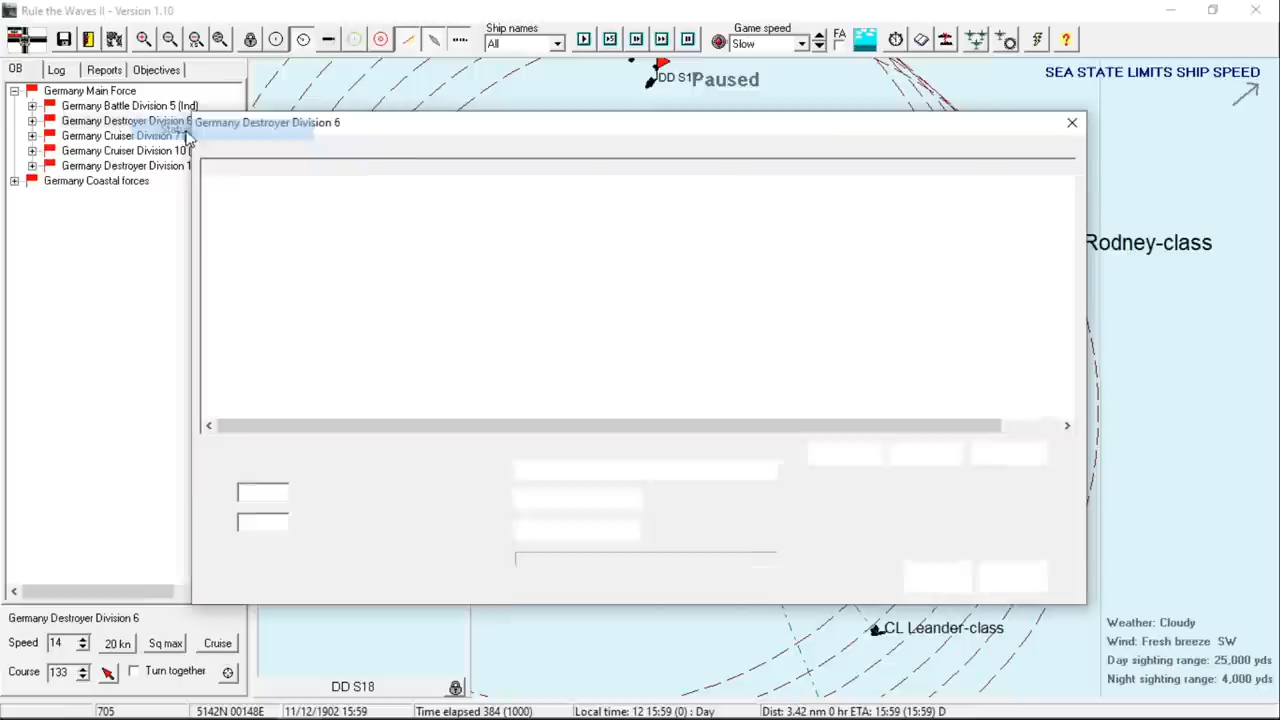 Rule the Waves II - Version 1.10
Ship names
All
Game speed
Slow
FA
OB
Log
Reports
Objectives
SEA STATE LIMITS SHIP SPEED
DD S1
Paused
Germany Main Force
Germany Battle Division 5 (Ind)
Germany Destroyer Division 6
Germany Cruiser Division 7
Germany Cruiser Division 10 (
Germany Destroyer Division 1
Germany Coastal forces
Germany Destroyer Division 6
Rodney-class
CL Leander-class
Germany Destroyer Division 6
Speed 14 20 kn Sq max Cruise
Course 133 Turn together
DD S18
Weather: Cloudy
Wind: Fresh breeze SW
Day sighting range: 25,000 yds
Night sighting range: 4,000 yds
705 5142N 00148E 11/12/1902 15:59 Time elapsed 384 (1000) Local time: 12 15:59 (0) : Day Dist: 3.42 nm 0 hr ETA: 15:59 (15:59) D